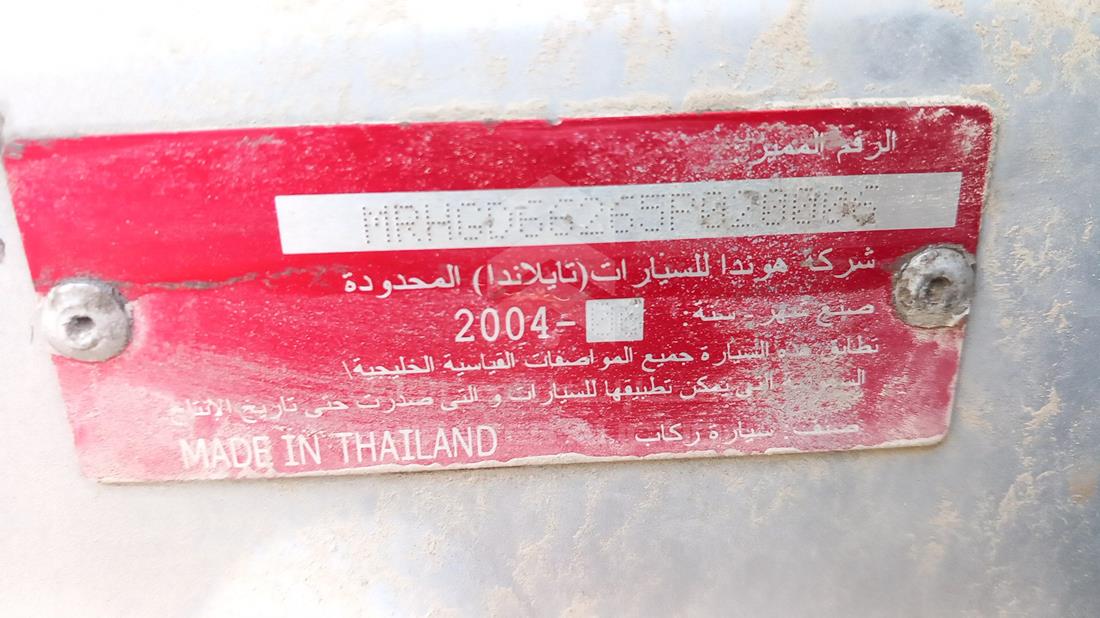 الرقم المميز:
MRHGD66265P020006
شركة هوندا للسيارات (تايلاندا) المحدودة
صنع شهر - سنة: 2004-
تطابق هذه السيارة جميع المواصفات القياسية الخليجية \
السعودية التي يمكن تطبيقها للسيارات و التي صدرت حتى تاريخ الانتاج
صنف: سيارة ركاب MADE IN THAILAND